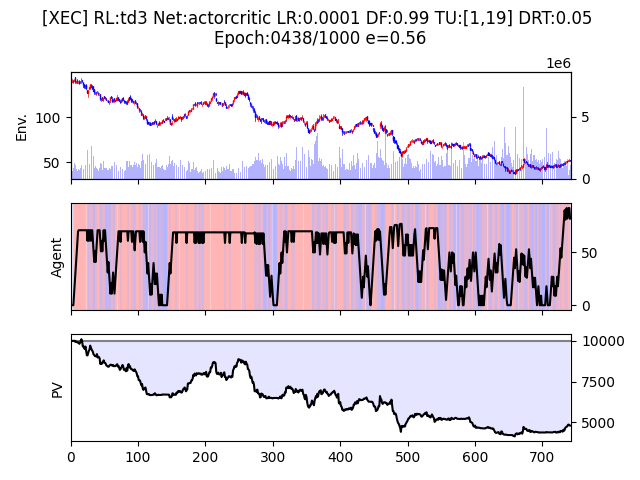 [XEC] RL:td3 Net:actorcritic LR:0.0001 DF:0.99 TU:[1,19] DRT:0.05
Epoch:0438/1000 e=0.56
1e6
Env.
100
50
5
0
Agent
50
0
PV
10000
7500
5000
0 100 200 300 400 500 600 700